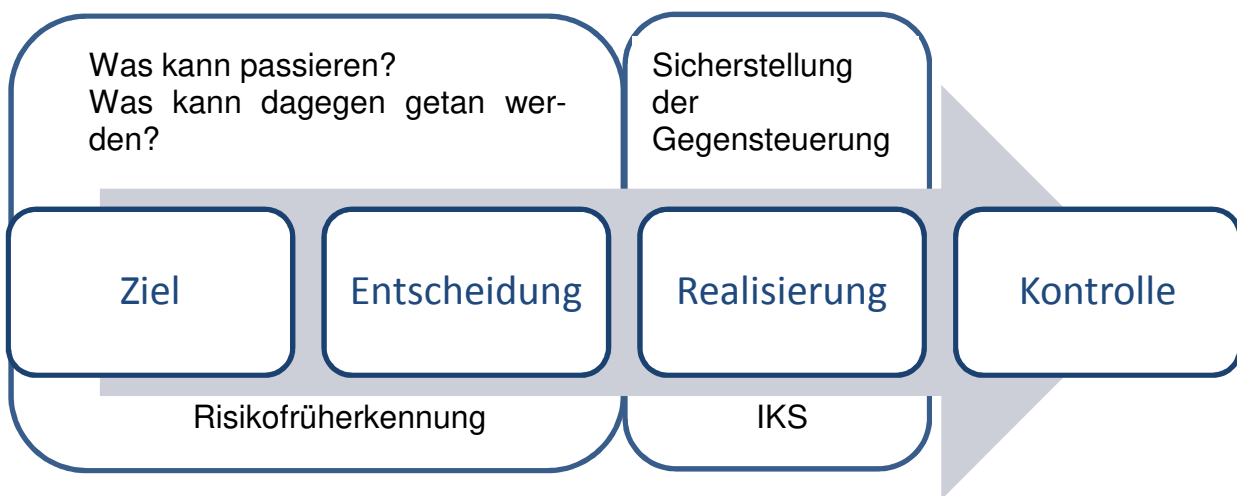 Was kann passieren?
Was kann dagegen getan wer-
den?
Sicherstellung
der
Gegensteuerung
Ziel
Entscheidung
Realisierung
Kontrolle
Risikofrüherkennung
IKS